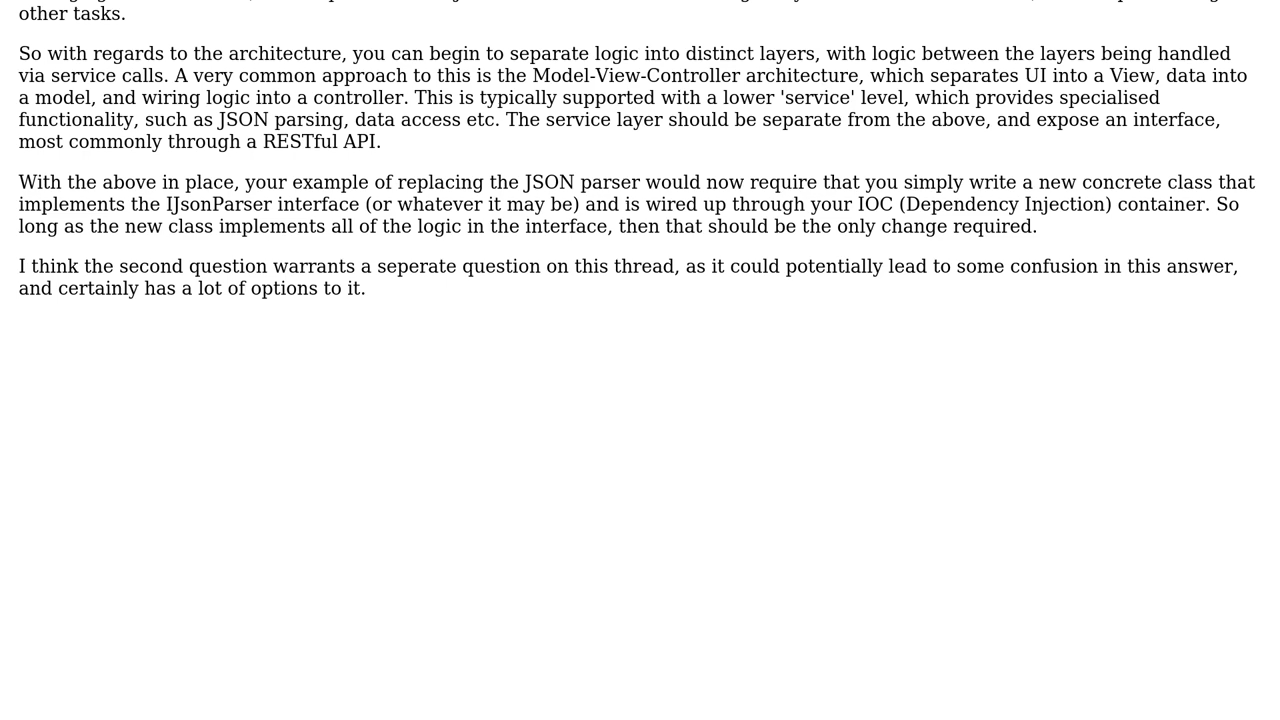 other tasks.
So with regards to the architecture, you can begin to separate logic into distinct layers, with logic between the layers being handled
via service calls. A very common approach to this is the Model-View-Controller architecture, which separates UI into a View, data into
a model, and wiring logic into a controller. This is typically supported with a lower 'service' level, which provides specialised
functionality, such as JSON parsing, data access etc. The service layer should be separate from the above, and expose an interface,
most commonly through a RESTful API.
With the above in place, your example of replacing the JSON parser would now require that you simply write a new concrete class that
implements the IJsonParser interface (or whatever it may be) and is wired up through your IOC (Dependency Injection) container. So
long as the new class implements all of the logic in the interface, then that should be the only change required.
I think the second question warrants a seperate question on this thread, as it could potentially lead to some confusion in this answer,
and certainly has a lot of options to it.